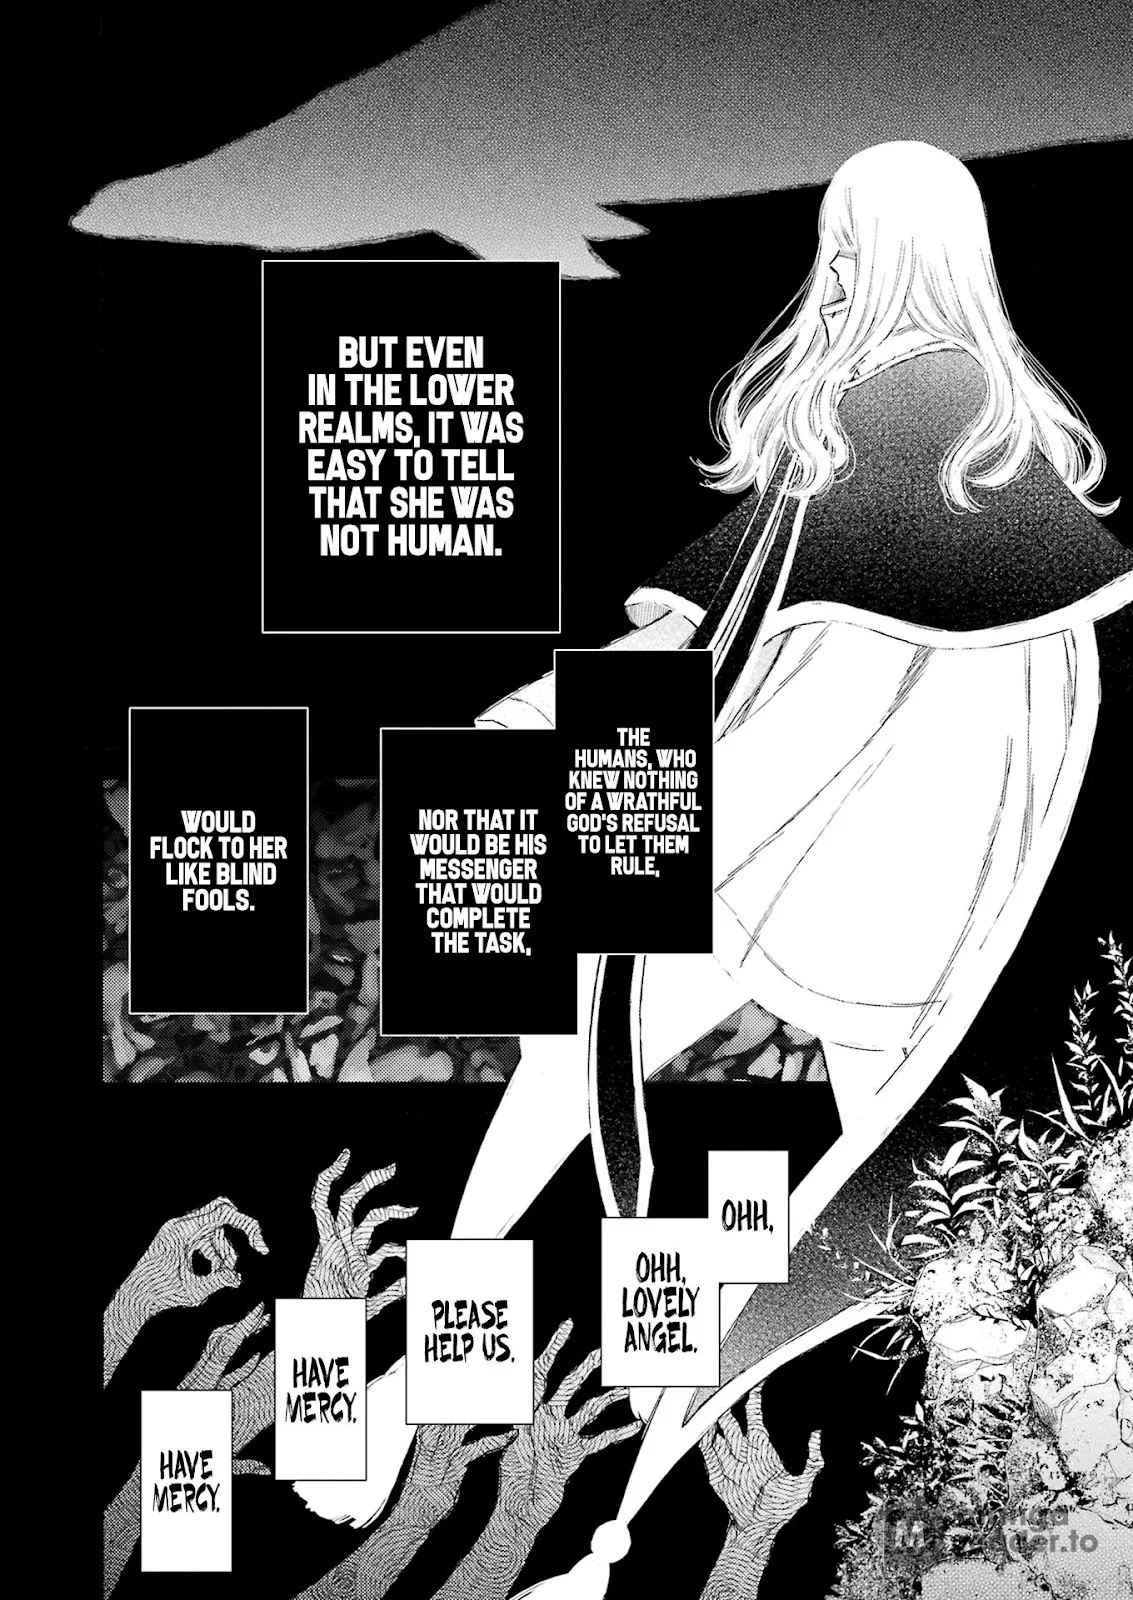 BUT EVEN
IN THE LOWER
REALMS, IT WAS
EASY TO TELL
THAT SHE WAS
NOT HUMAN.
THE
HUMANS, WHO
KNEW NOTHING
OF A WRATHFUL
GOD'S REFUSAL
TO LET THEM
RULE,
NOR THAT IT
WOULD BE HIS
MESSENGER
THAT WOULD
COMPLETE
THE TASK,
WOULD
FLOCK TO HER
LIKE BLIND
FOOLS.
OHH,
OHH,
LOVELY
ANGEL.
PLEASE
HELP US.
HAVE
MERCY.
HAVE
MERCY.
M